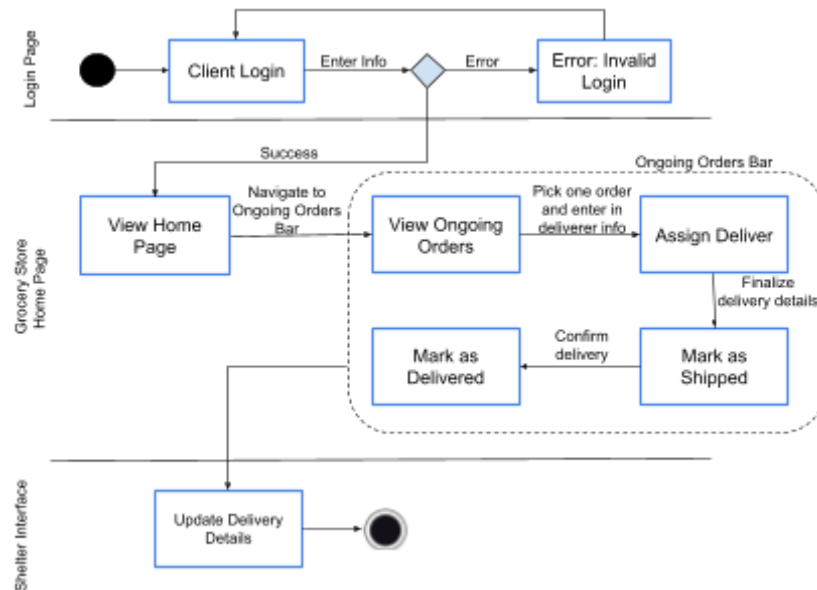 Login Page
Client Login
Enter Info
Error
Error: Invalid
Login
Success
Ongoing Orders Bar
Grocery Store
Home Page
View Home
Page
Navigate to
Ongoing Orders
Bar
View Ongoing
Orders
Pick one order
and enter in
deliverer info
Assign Deliver
Finalize
delivery details
Mark as
Shipped
Confirm
delivery
Mark as
Delivered
Shelter Interface
Update Delivery
Details